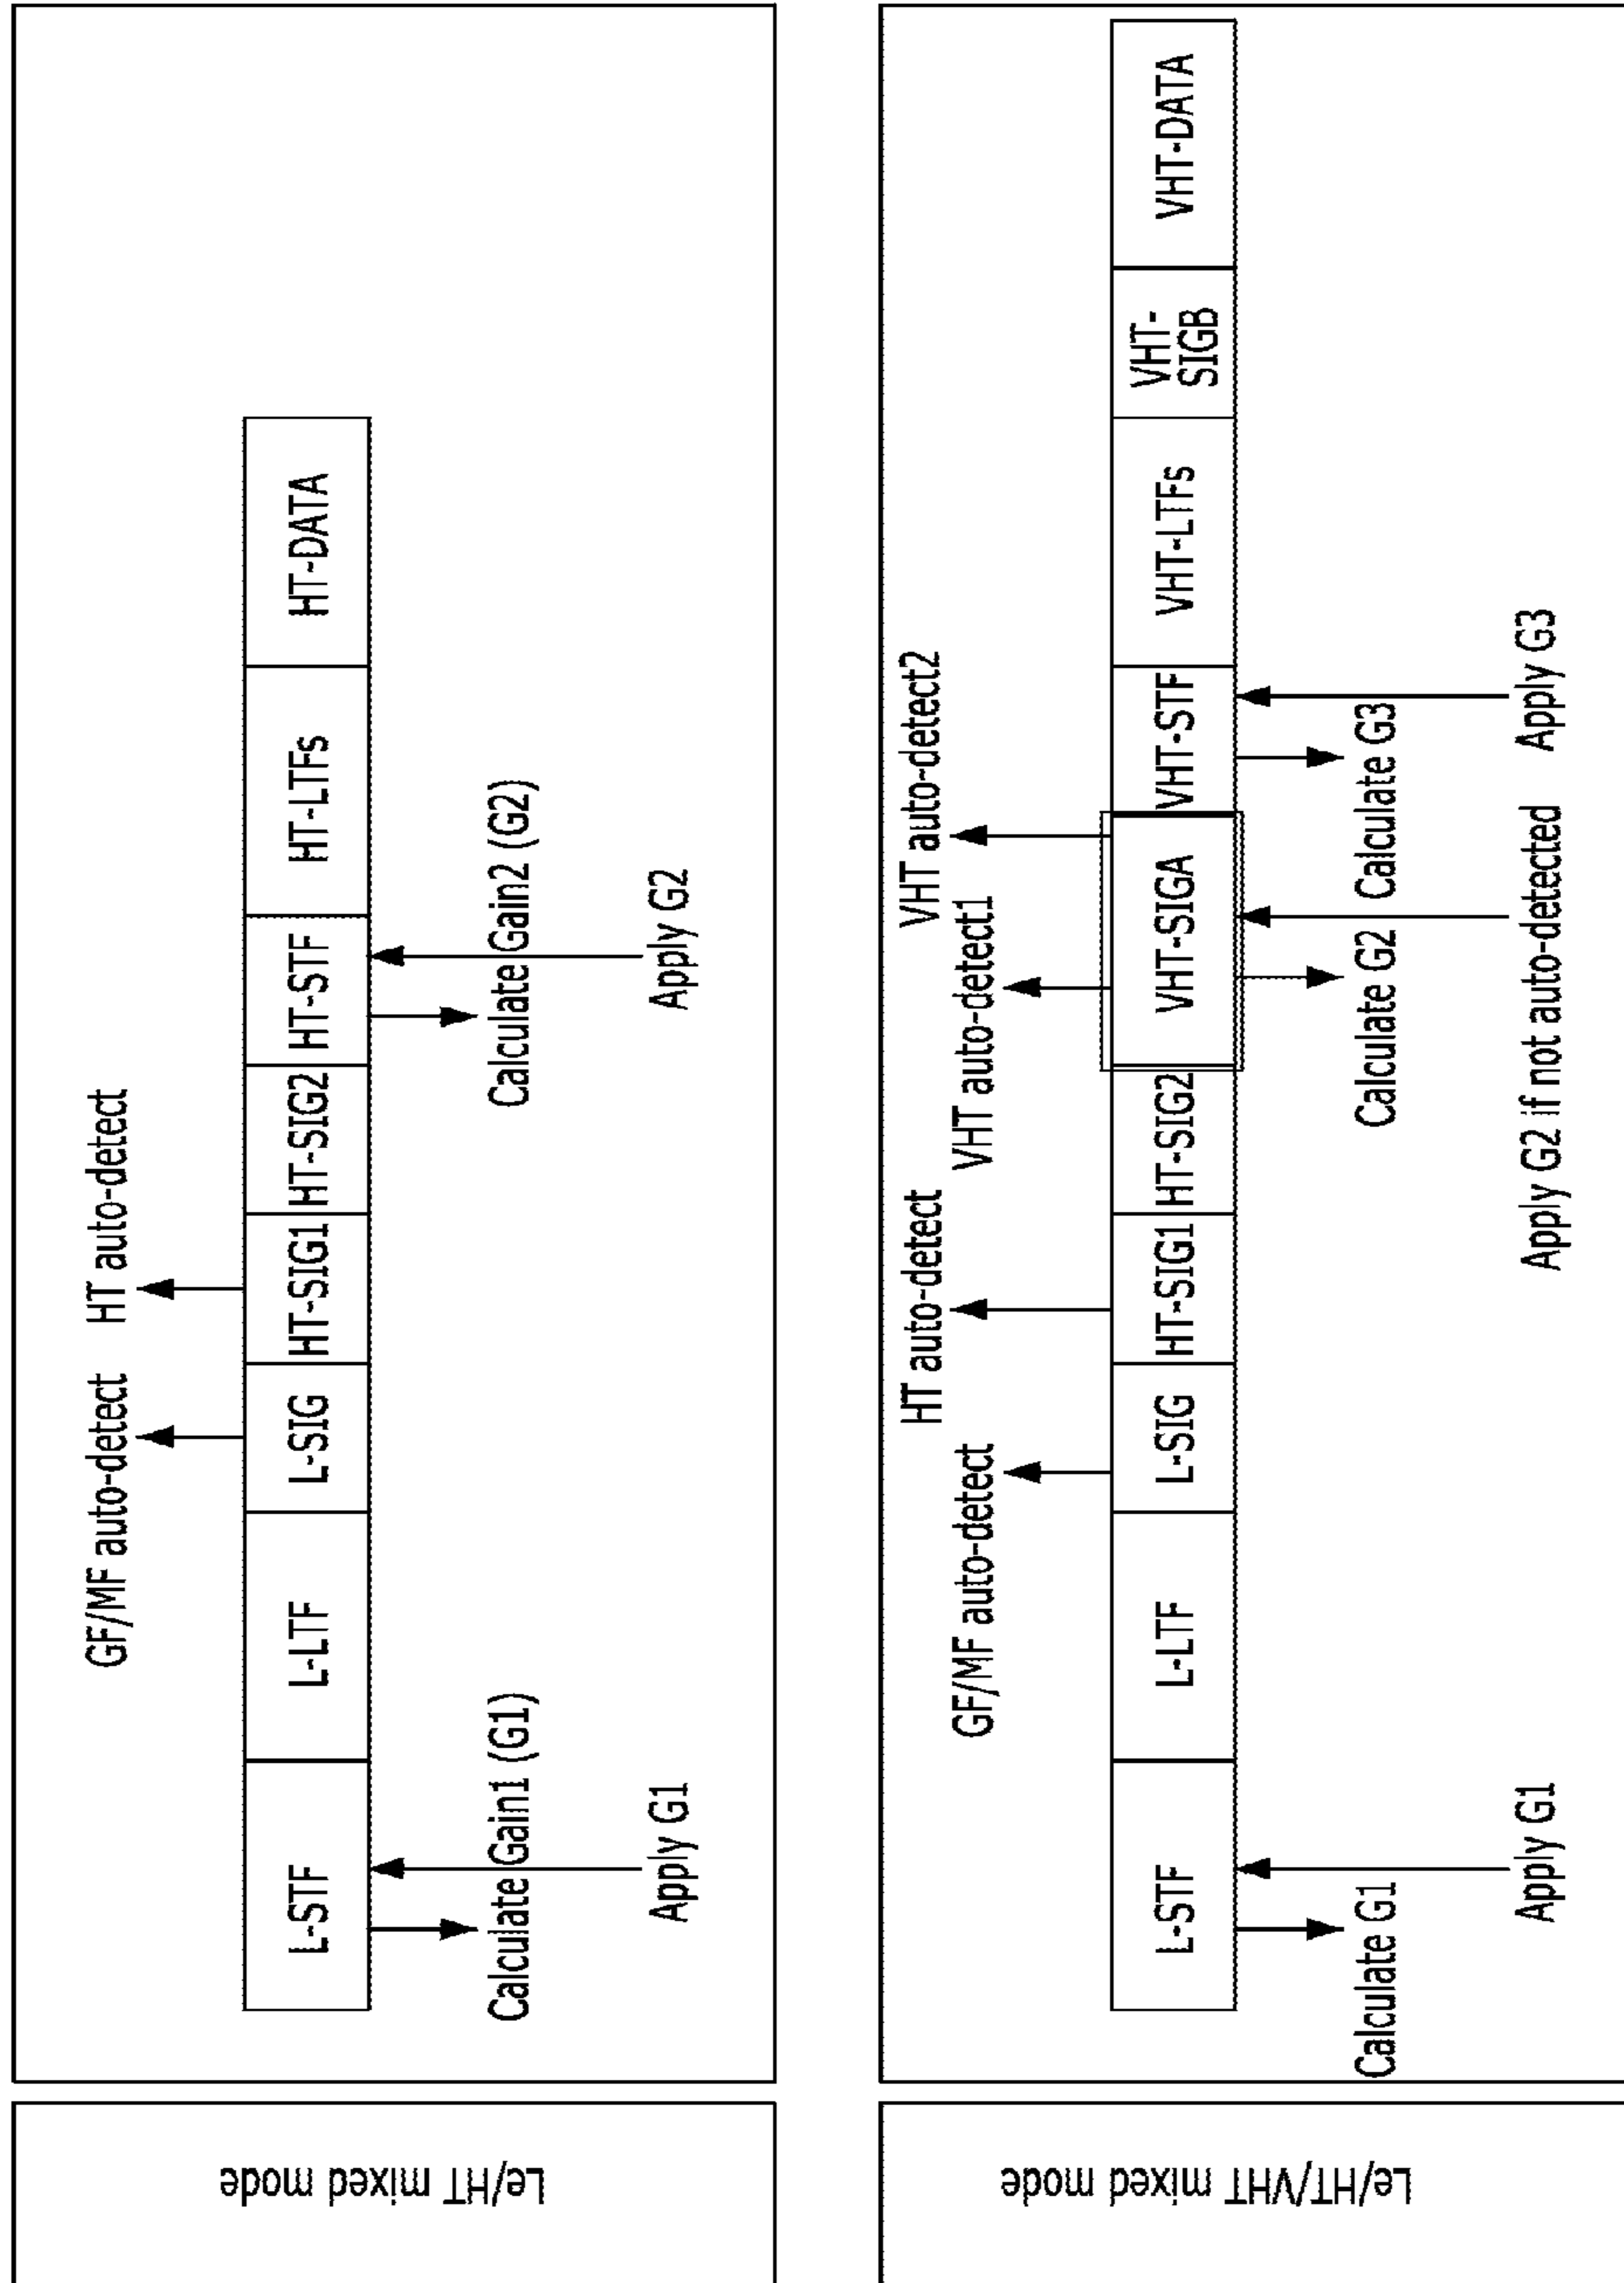 Le/HT mixed mode
GF/MF auto-detect
HT auto-detect
L-STF
L-LTF
L-SIG
HT-SIG1
HT-SIG2
HT-STF
HT-LTFs
HT-DATA
Calculate Gain1 (G1)
Calculate Gain2 (G2)
Apply G1
Apply G2
Le/HT/VHT mixed mode
HT auto-detect
VHT auto-detect2
GF/MF auto-detect
VHT auto-detect1
L-STF
L-LTF
L-SIG
HT-SIG1
HT-SIG2
VHT-SIGA
VHT-STF
VHT-LTFs
VHT-
SIGB
VHT-DATA
Calculate G1
Calculate G2
Calculate G3
Apply G1
Apply G2 if not auto-detected
Apply G3